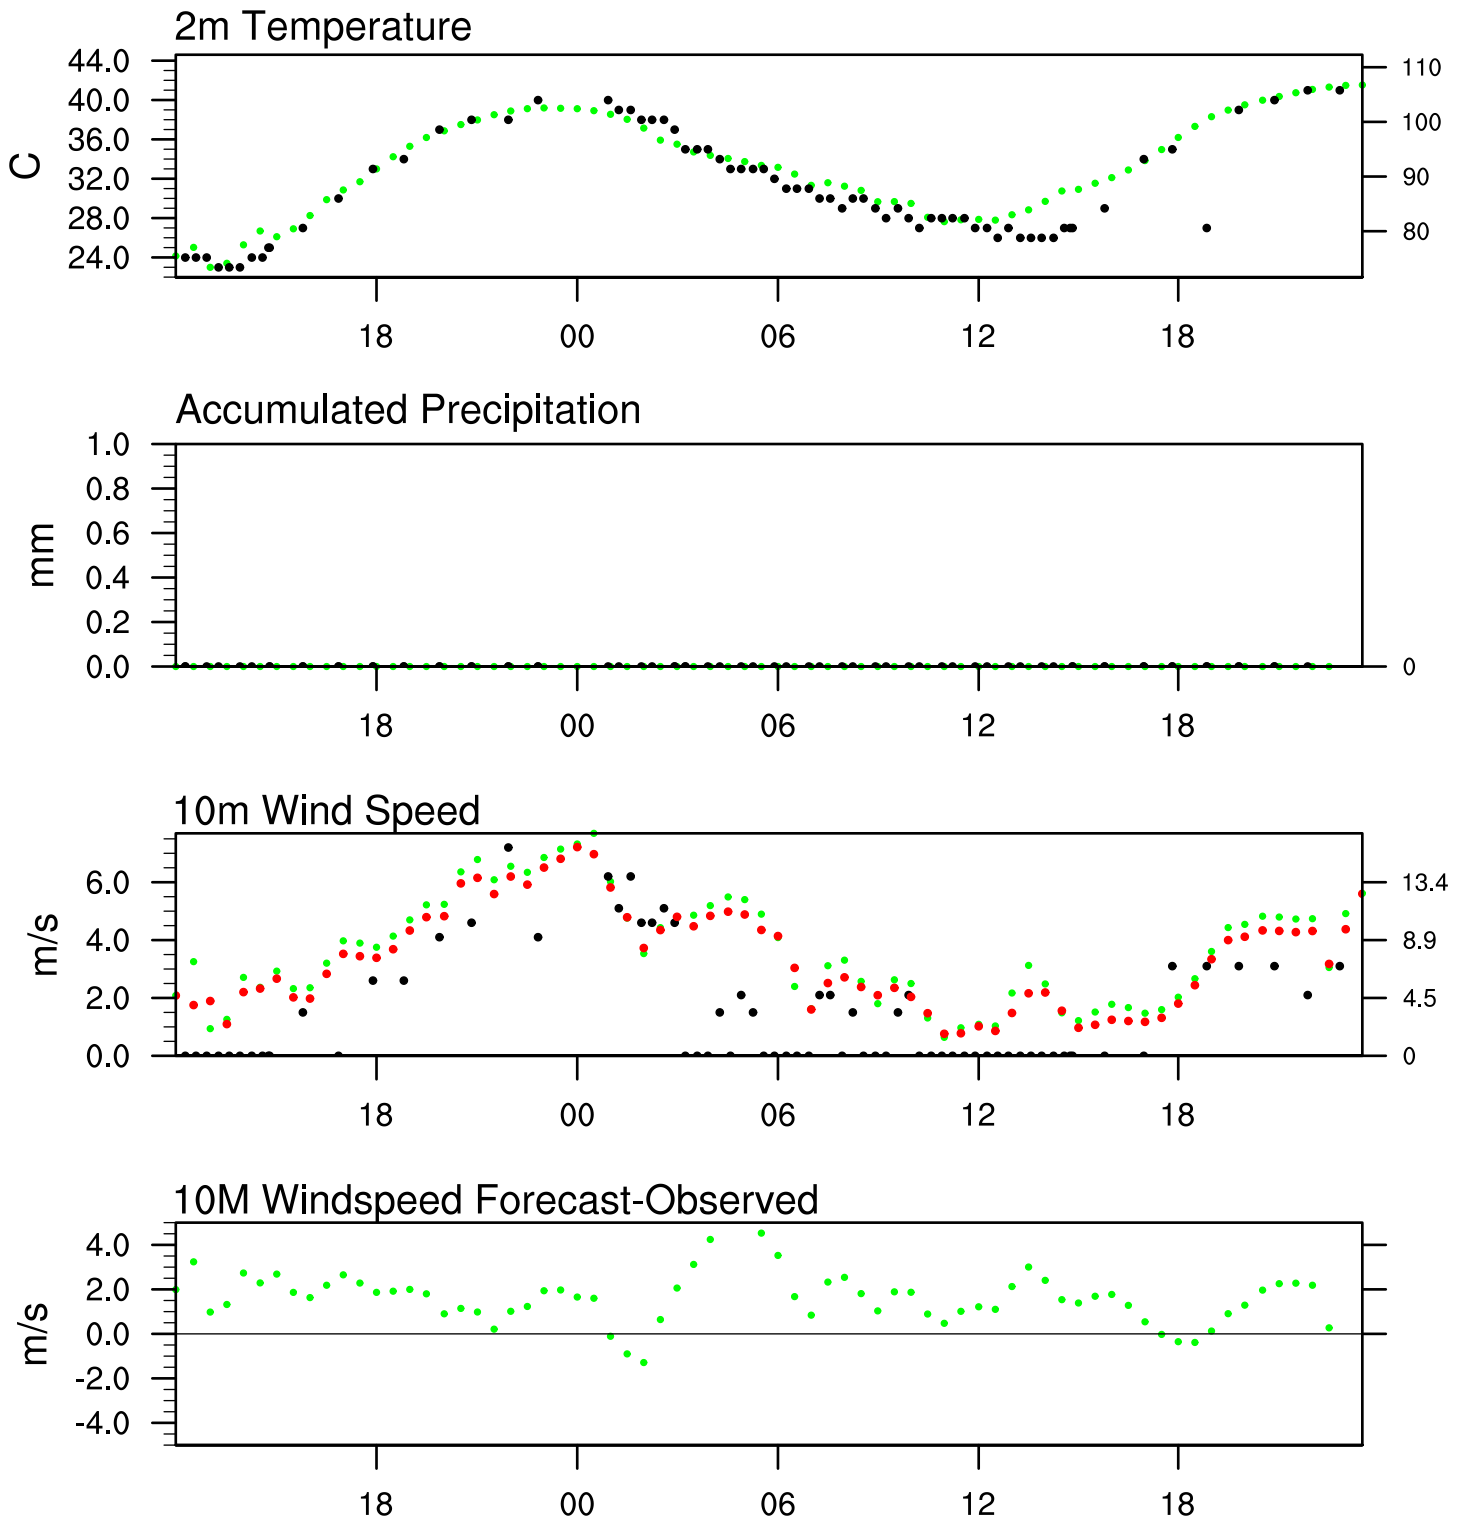 2m Temperature
44.0
40.0
36.0
32.0
28.0
24.0
C
110
100
90
80
18 00 06 12 18
Accumulated Precipitation
1.0
0.8
0.6
0.4
0.2
0.0
mm
0
18 00 06 12 18
10m Wind Speed
6.0
4.0
2.0
0.0
m/s
13.4
8.9
4.5
0
18 00 06 12 18
10M Windspeed Forecast-Observed
4.0
2.0
0.0
-2.0
-4.0
m/s
18 00 06 12 18